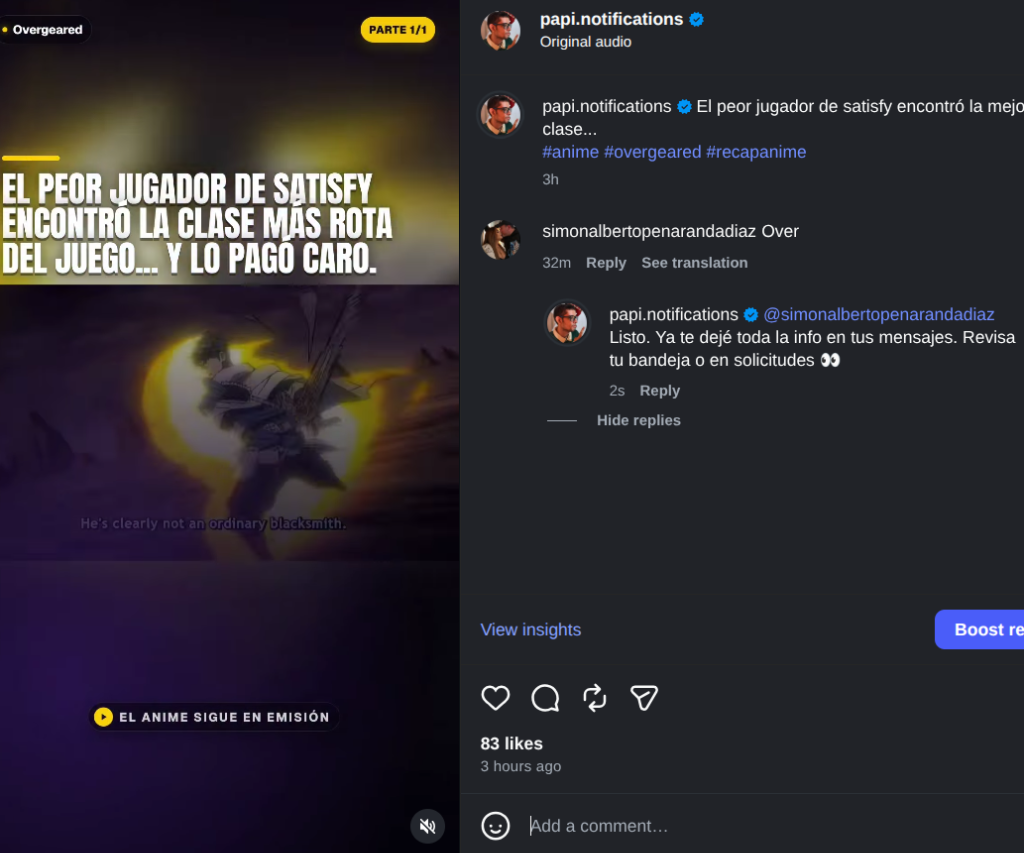 Overgeared
PARTE 1/1
EL PEOR JUGADOR DE SATISFY
ENCONTRÓ LA CLASE MÁS ROTA
DEL JUEGO... Y LO PAGÓ CARO.
He's clearly not an ordinary blacksmith.
EL ANIME SIGUE EN EMISIÓN
papi.notifications
Original audio
papi.notifications El peor jugador de satisfy encontró la mejo
clase...
#anime #overgeared #recapanime
3h
simonalbertopenarandadiaz Over
32m Reply See translation
papi.notifications @simonalbertopenarandadiaz
Listo. Ya te dejé toda la info en tus mensajes. Revisa
tu bandeja o en solicitudes 👀
2s Reply
Hide replies
View insights
Boost re
83 likes
3 hours ago
Add a comment…